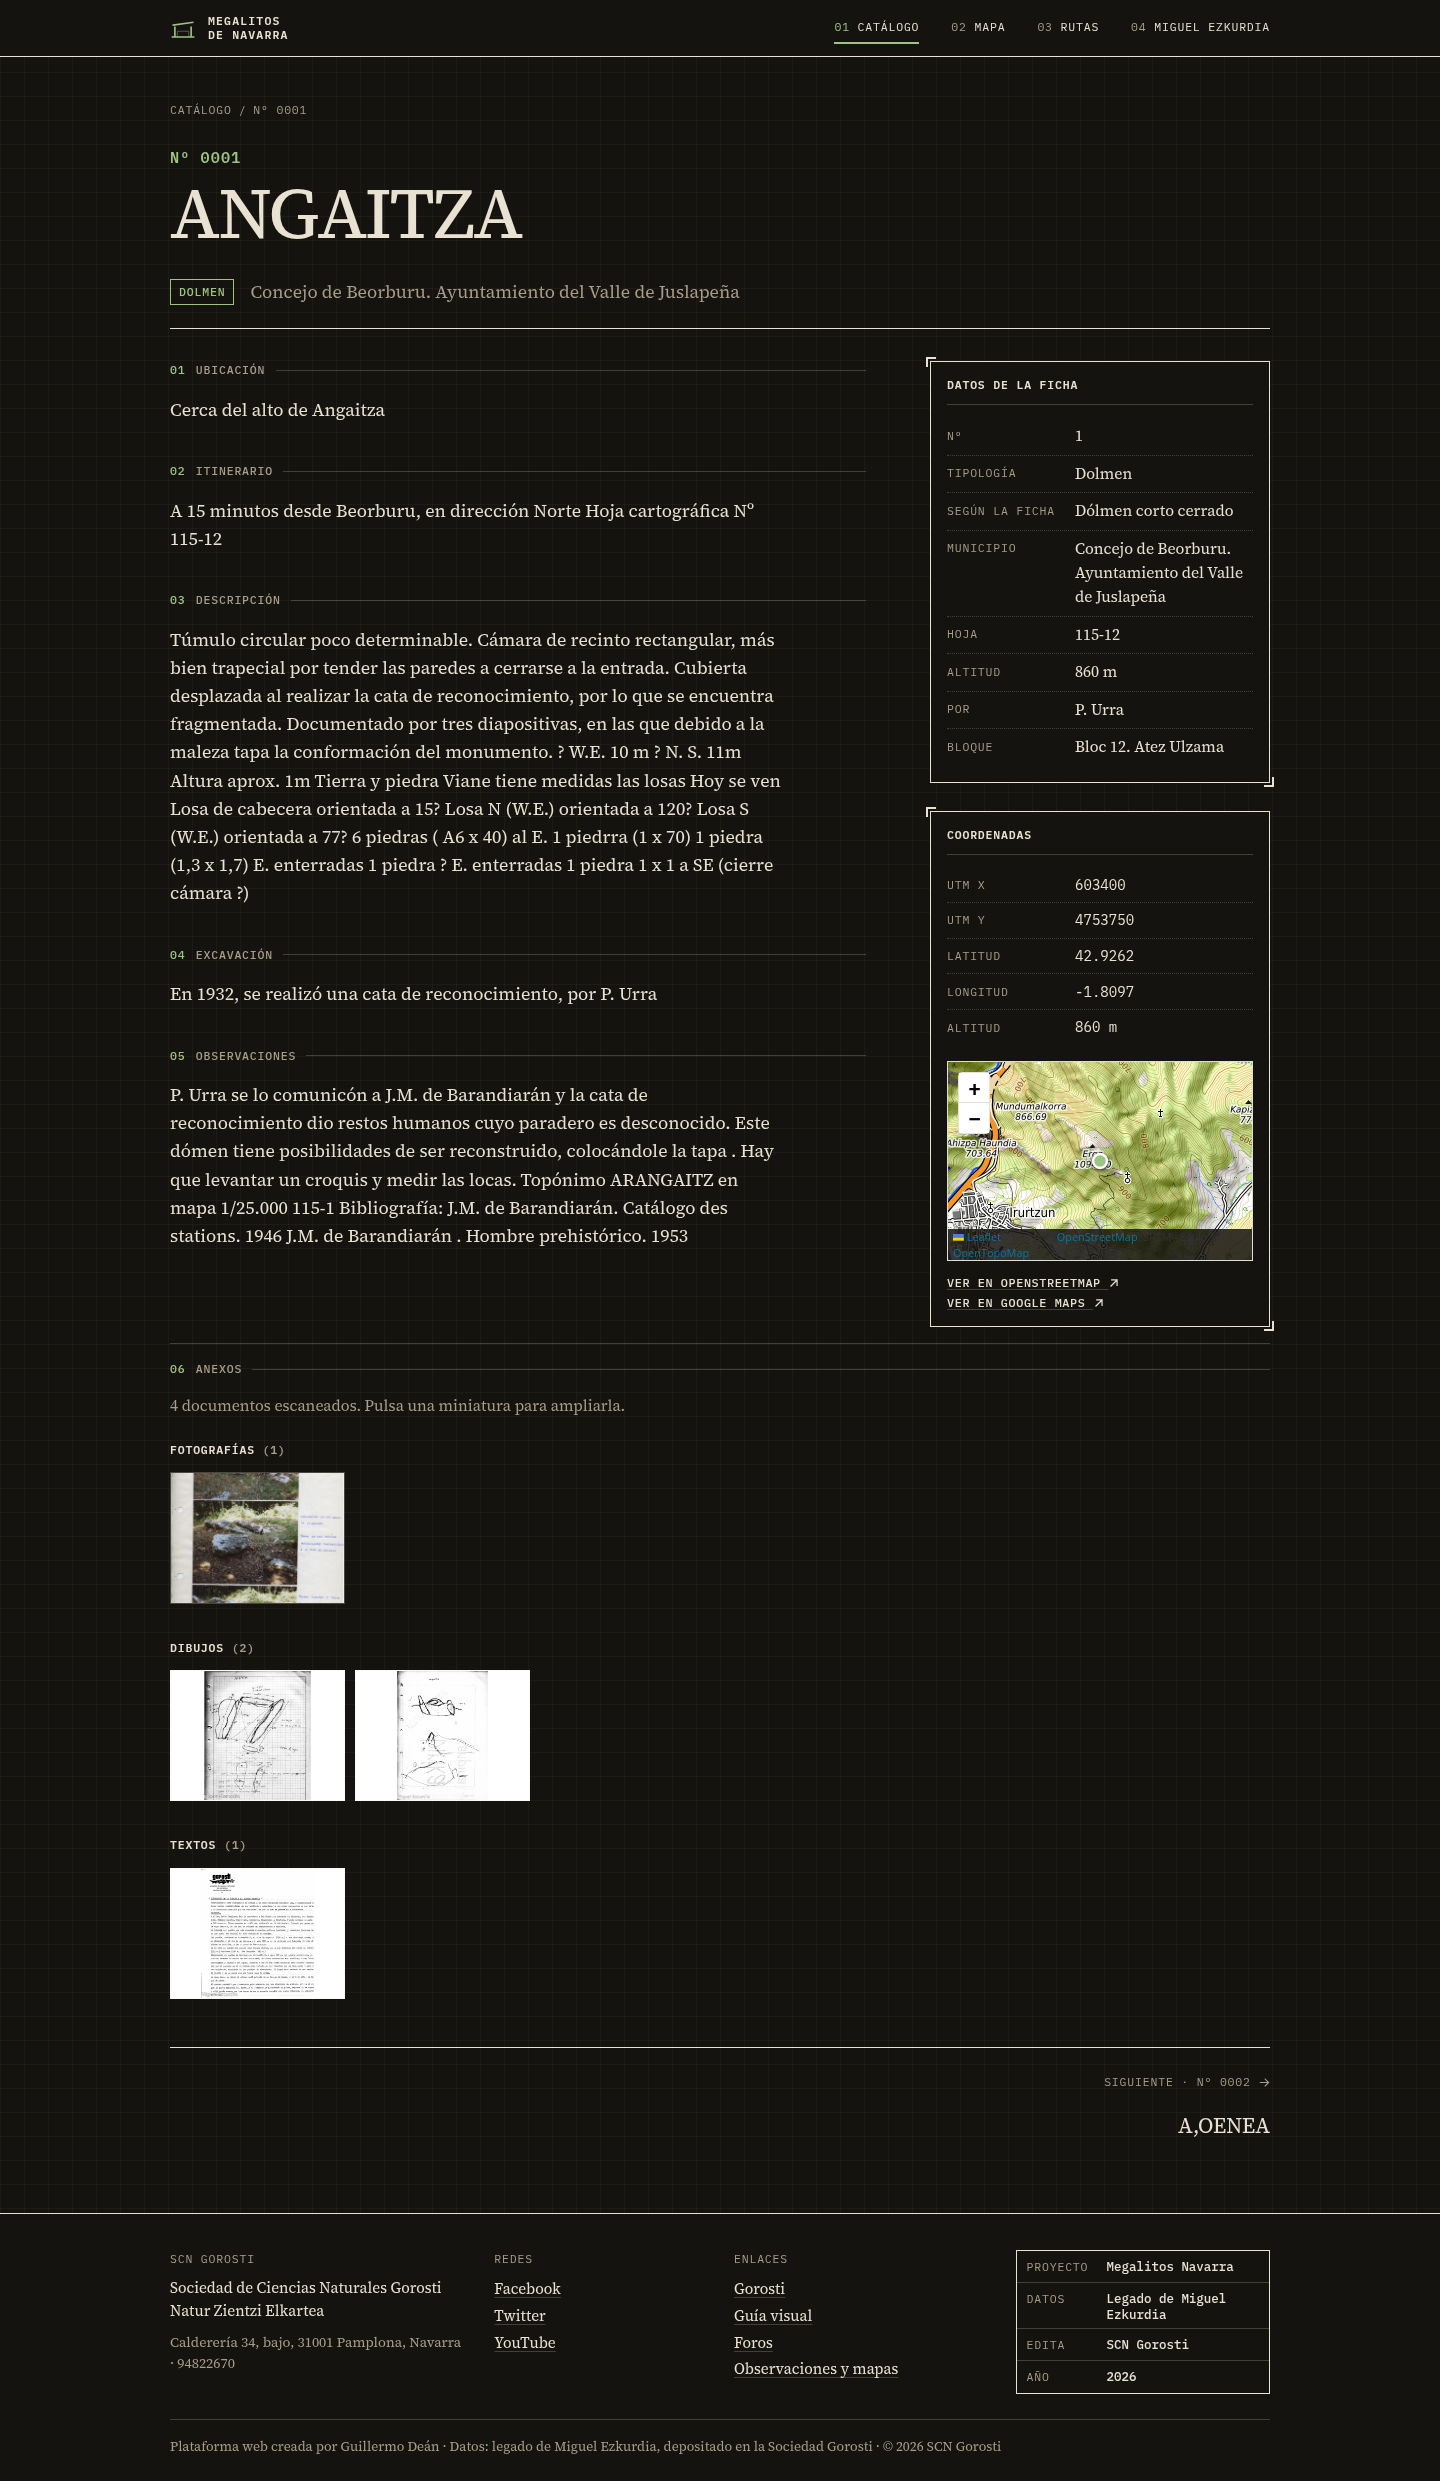 MEGALITOS
DE NAVARRA
01 CATÁLOGO
02 MAPA
03 RUTAS
04 MIGUEL EZKURDIA
CATÁLOGO / Nº 0001
Nº 0001
ANGAITZA
DOLMEN
Concejo de Beorburu. Ayuntamiento del Valle de Juslapeña
01 UBICACIÓN
Cerca del alto de Angaitza
02 ITINERARIO
A 15 minutos desde Beorburu, en dirección Norte Hoja cartográfica Nº
115-12
03 DESCRIPCIÓN
Túmulo circular poco determinable. Cámara de recinto rectangular, más
bien trapecial por tender las paredes a cerrarse a la entrada. Cubierta
desplazada al realizar la cata de reconocimiento, por lo que se encuentra
fragmentada. Documentado por tres diapositivas, en las que debido a la
maleza tapa la conformación del monumento. ? W.E. 10 m ? N. S. 11m
Altura aprox. 1m Tierra y piedra Viane tiene medidas las losas Hoy se ven
Losa de cabecera orientada a 15? Losa N (W.E.) orientada a 120? Losa S
(W.E.) orientada a 77? 6 piedras ( A6 x 40) al E. 1 piedrra (1 x 70) 1 piedra
(1,3 x 1,7) E. enterradas 1 piedra ? E. enterradas 1 piedra 1 x 1 a SE (cierre
cámara ?)
04 EXCAVACIÓN
En 1932, se realizó una cata de reconocimiento, por P. Urra
05 OBSERVACIONES
P. Urra se lo comunicón a J.M. de Barandiarán y la cata de
reconocimiento dio restos humanos cuyo paradero es desconocido. Este
dómen tiene posibilidades de ser reconstruido, colocándole la tapa . Hay
que levantar un croquis y medir las locas. Topónimo ARANGAITZ en
mapa 1/25.000 115-1 Bibliografía: J.M. de Barandiarán. Catálogo des
stations. 1946 J.M. de Barandiarán . Hombre prehistórico. 1953
DATOS DE LA FICHA
Nº 1
TIPOLOGÍA Dolmen
SEGÚN LA FICHA Dólmen corto cerrado
MUNICIPIO Concejo de Beorburu.
Ayuntamiento del Valle
de Juslapeña
HOJA 115-12
ALTITUD 860 m
POR P. Urra
BLOQUE Bloc 12. Atez Ulzama
COORDENADAS
UTM X 603400
UTM Y 4753750
LATITUD 42.9262
LONGITUD -1.8097
ALTITUD 860 m
+
−
Mundumalkorra
866.69
Ahizpa Haundia
703.64
Irurtzun
Leaflet
OpenStreetMap
OpenTopoMap
VER EN OPENSTREETMAP ↗
VER EN GOOGLE MAPS ↗
06 ANEXOS
4 documentos escaneados. Pulsa una miniatura para ampliarla.
FOTOGRAFÍAS (1)
DIBUJOS (2)
TEXTOS (1)
gorosti
SIGUIENTE · Nº 0002 →
A,OENEA
SCN GOROSTI
Sociedad de Ciencias Naturales Gorosti
Natur Zientzi Elkartea
Calderería 34, bajo, 31001 Pamplona, Navarra
· 94822670
REDES
Facebook
Twitter
YouTube
ENLACES
Gorosti
Guía visual
Foros
Observaciones y mapas
PROYECTO Megalitos Navarra
DATOS Legado de Miguel
Ezkurdia
EDITA SCN Gorosti
AÑO 2026
Plataforma web creada por Guillermo Deán · Datos: legado de Miguel Ezkurdia, depositado en la Sociedad Gorosti · © 2026 SCN Gorosti